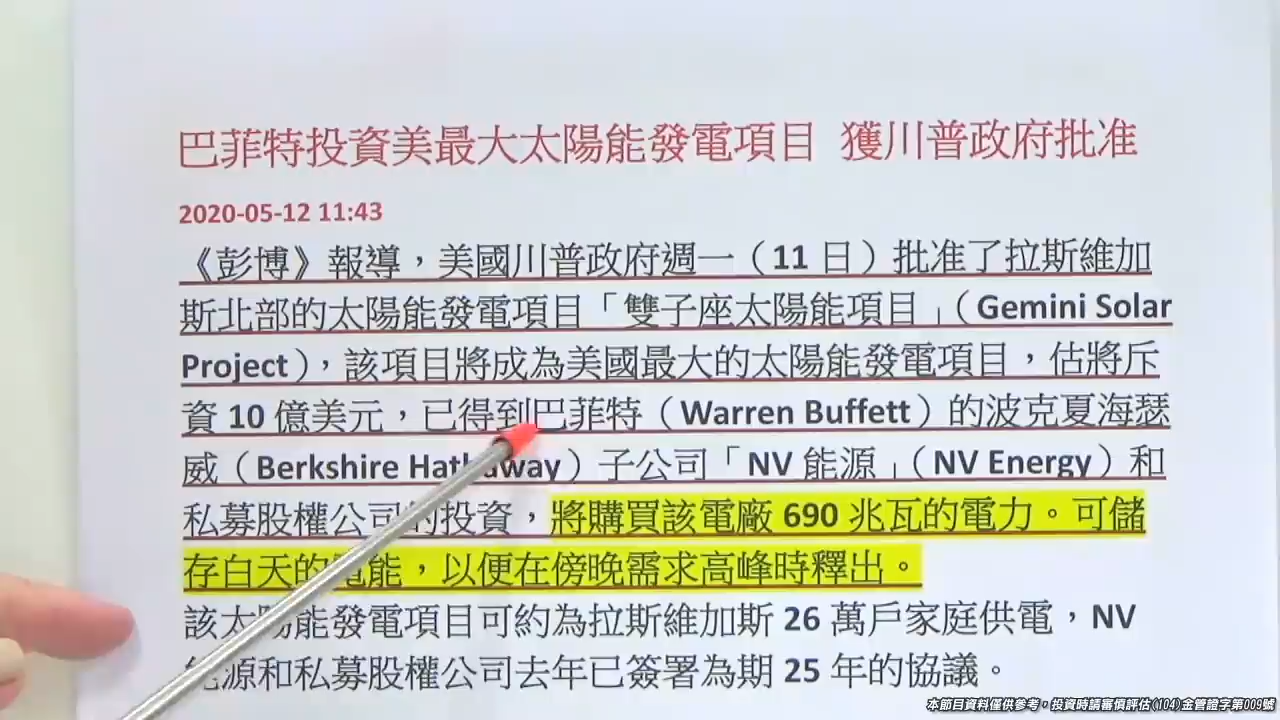 巴菲特投資美最大太陽能發電項目 獲川普政府批准
2020-05-12 11:43
《彭博》報導,美國川普政府週一（11 日）批准了拉斯維加
斯北部的太陽能發電項目「雙子座太陽能項目」（Gemini Solar
Project），該項目將成為美國最大的太陽能發電項目，估將斥
資 10 億美元，已得到巴菲特（Warren Buffett）的波克夏海瑟
威（Berkshire Hathaway）子公司「NV 能源」（NV Energy）和
私募股權公司的投資，將購買該電廠 690 兆瓦的電力。可儲
存白天的電能，以便在傍晚需求高峰時釋出。
該太陽能發電項目可約為拉斯維加斯 26 萬戶家庭供電，NV
能源和私募股權公司去年已簽署為期 25 年的協議。
本節目資料僅供參考，投資時請審慎評估(104)金管證字第009號